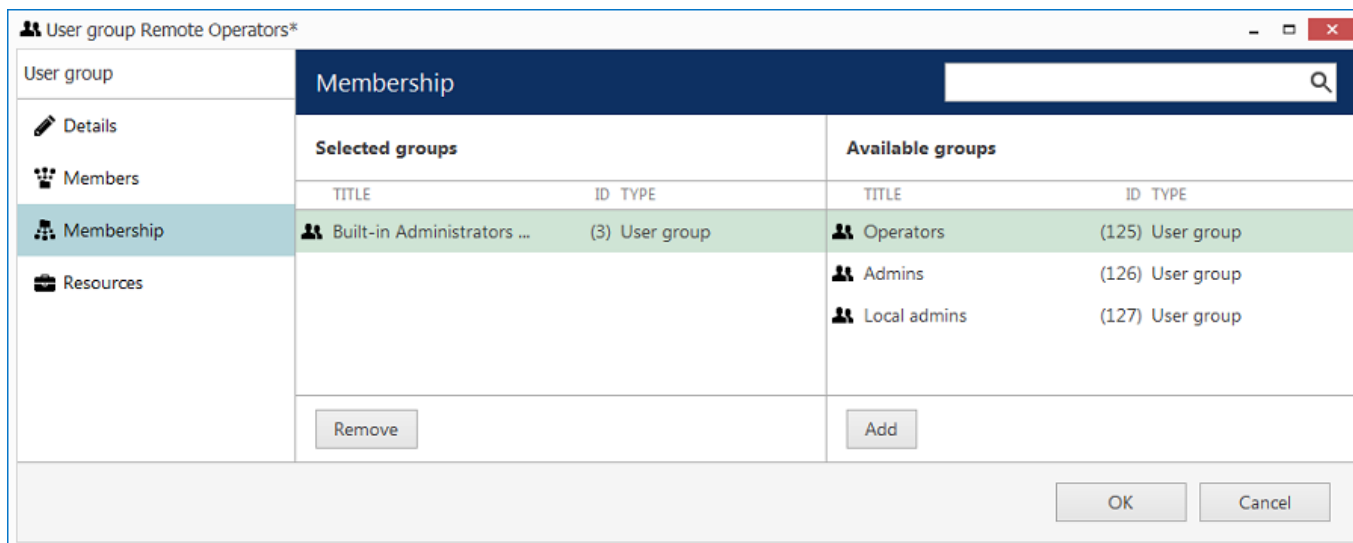 User group Remote Operators*
User group
Details
Members
Membership
Resources
Membership
Selected groups
TITLE ID TYPE
Built-in Administrators ... (3) User group
Remove
Available groups
TITLE ID TYPE
Operators (125) User group
Admins (126) User group
Local admins (127) User group
Add
OK Cancel